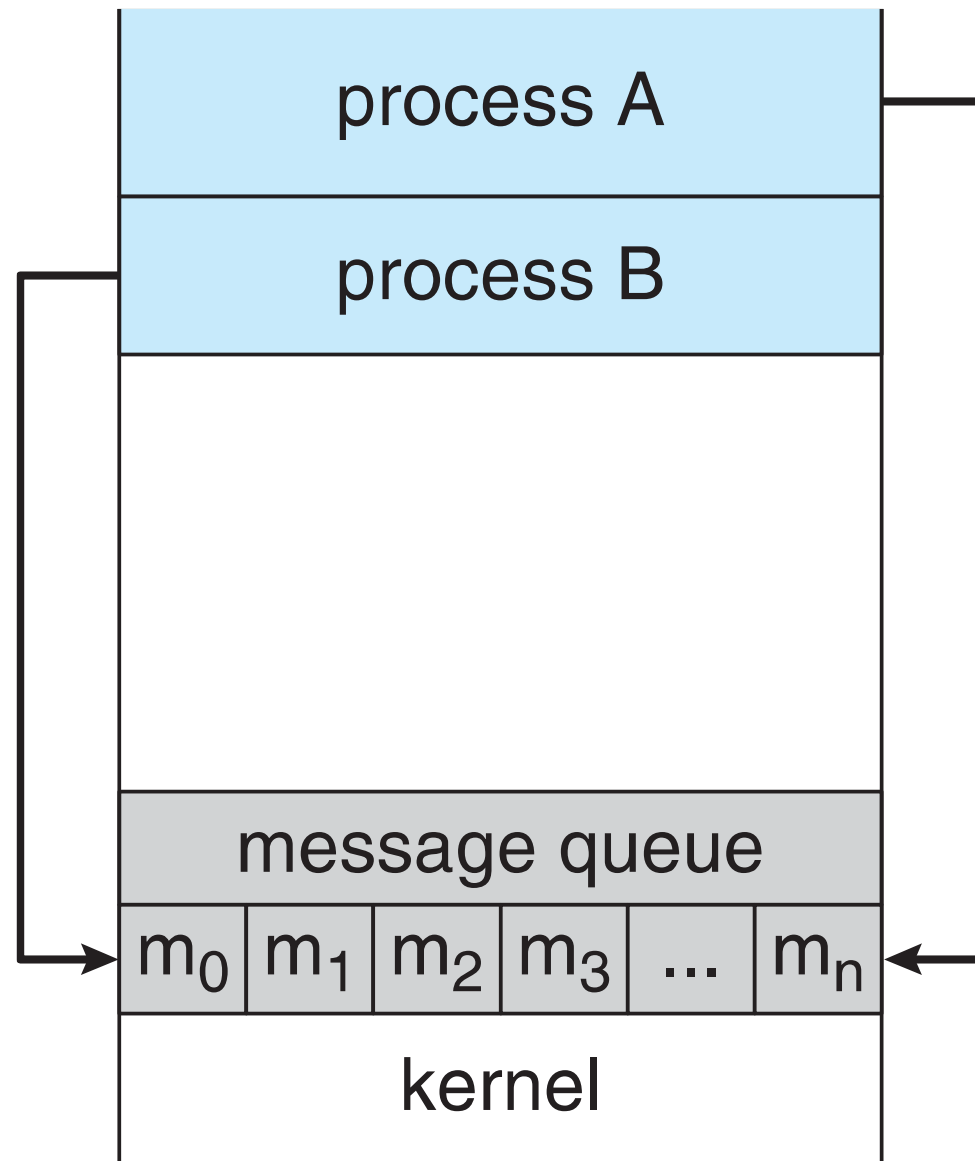 process A
process B
message queue
m₀ m₁ m₂ m₃ ... mₙ
kernel